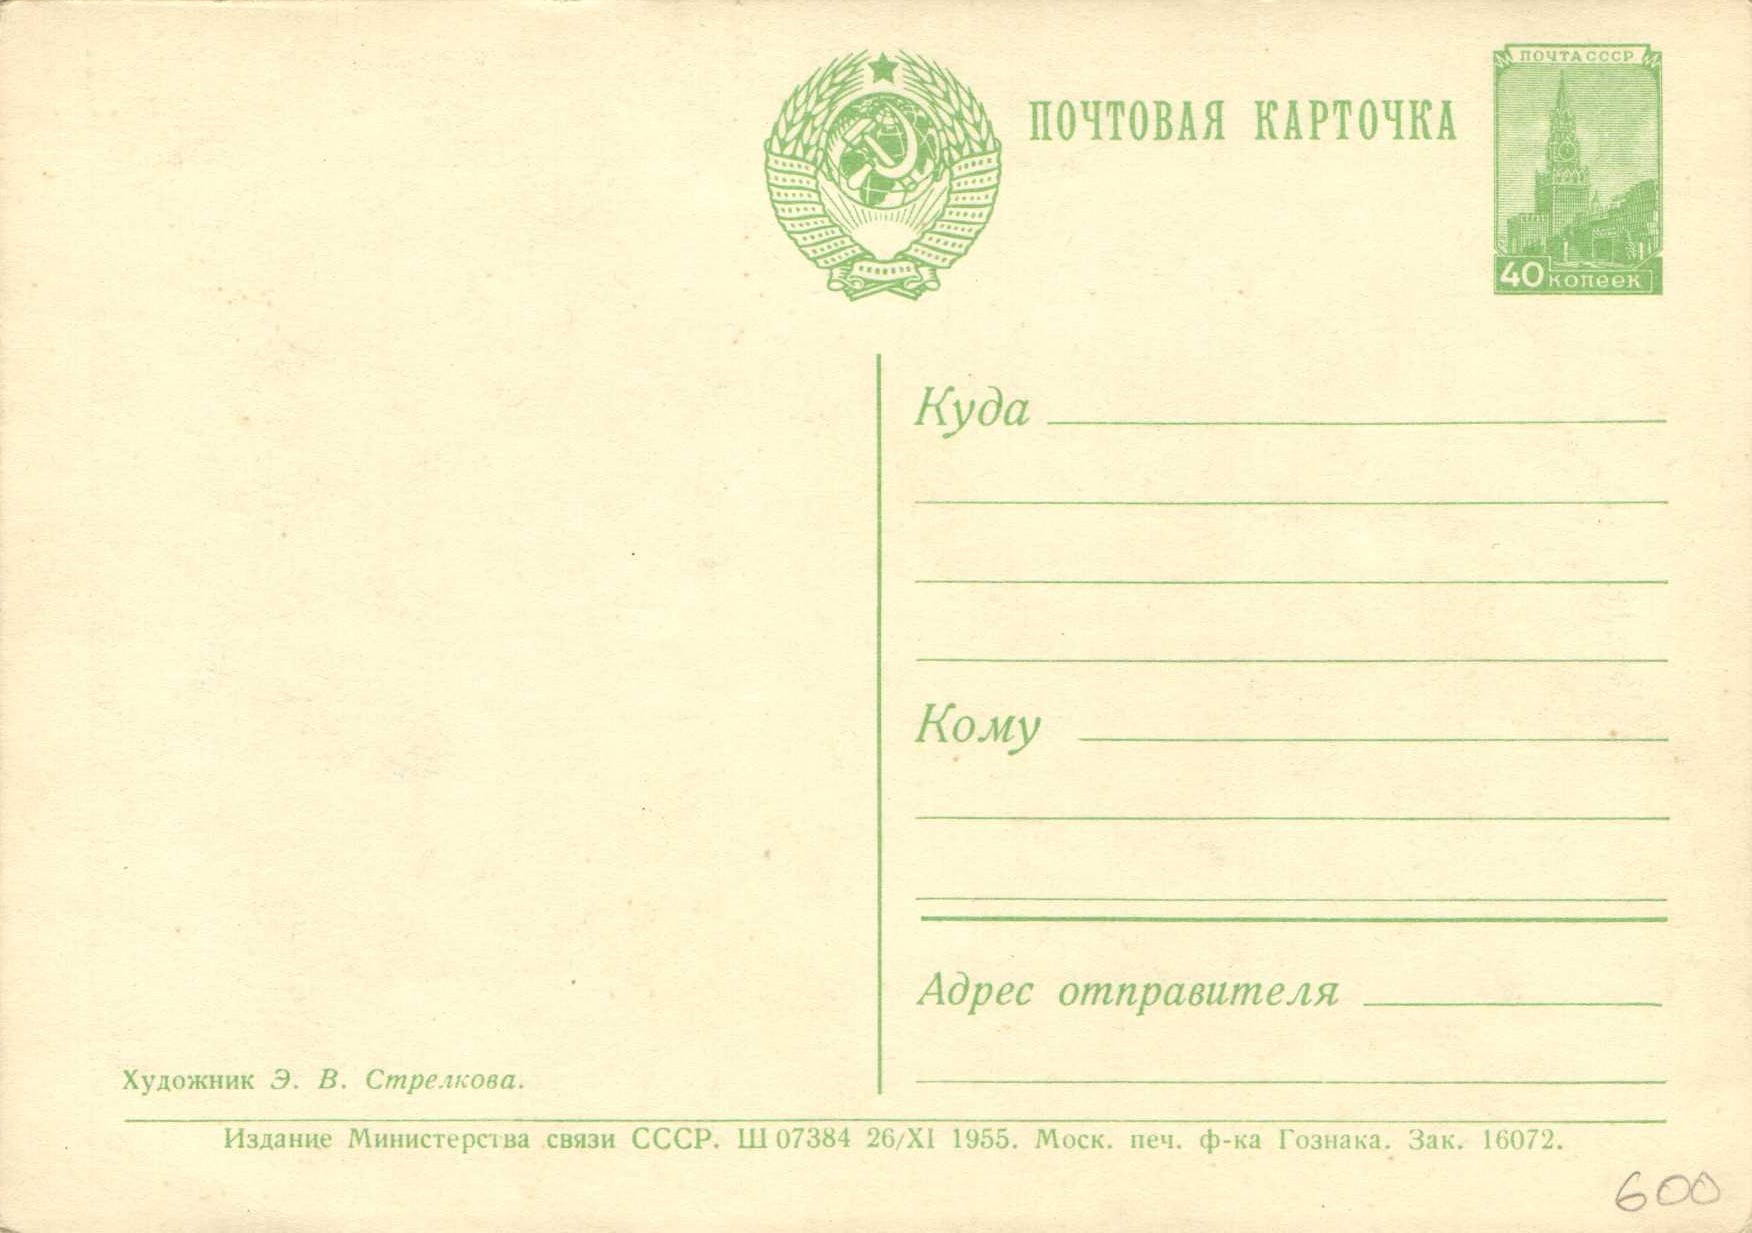 ПОЧТА СССР
ПОЧТОВАЯ КАРТОЧКА
40 копеек
Куда
Кому
Адрес отправителя
Художник Э. В. Стрелкова.
Издание Министерства связи СССР. Ш 07384 26/XI 1955. Моск. печ. ф-ка Гознака. Зак. 16072.
600